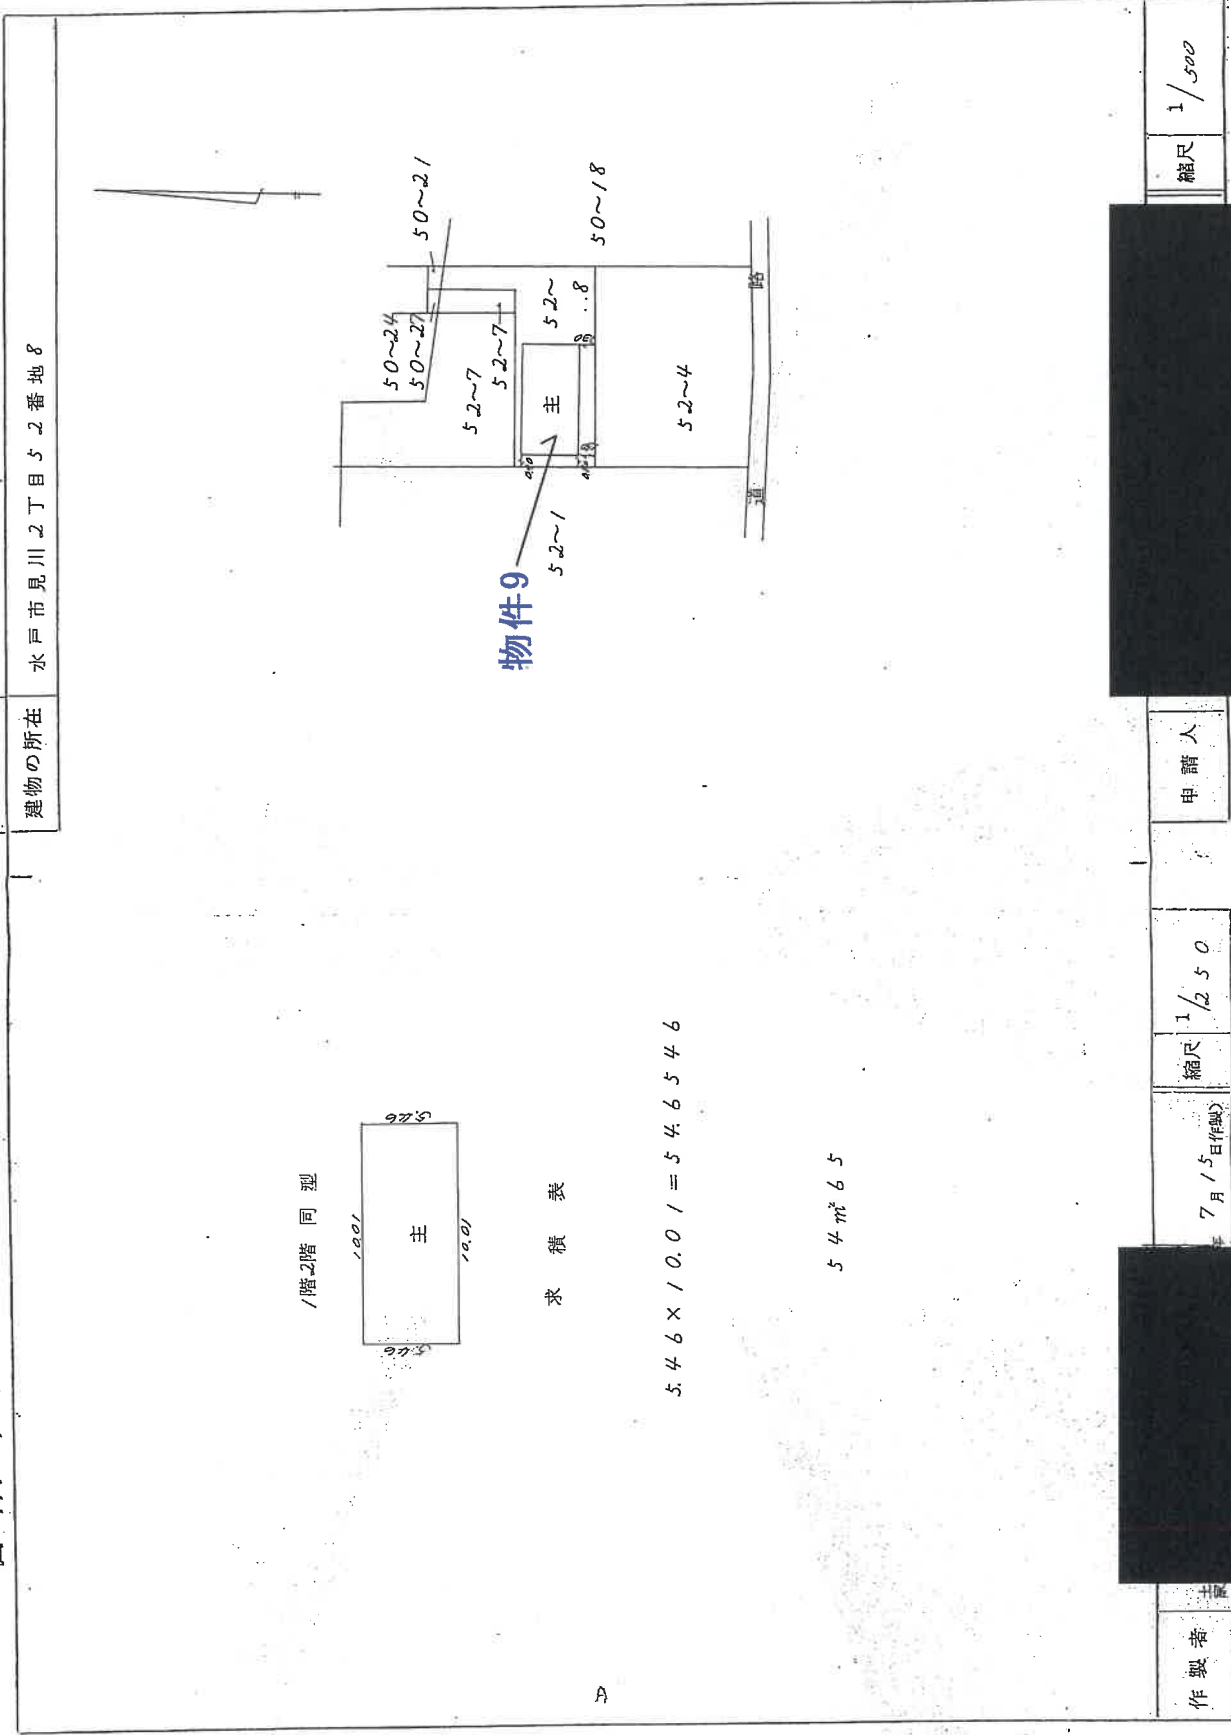 建物の所在 水戸市見川2丁目52番地8
1階2階同型
10.01
5.46
主
5.46
10.01
求積表
5.46×10.01=54.6546
54㎡65
50~24
50~27
50~21
52~7
52~7
52~8
50~18
主
0.40
52~1
52~4
道路
物件9
作製者
7月15日作製)
縮尺 1/250
申請人
縮尺 1/500